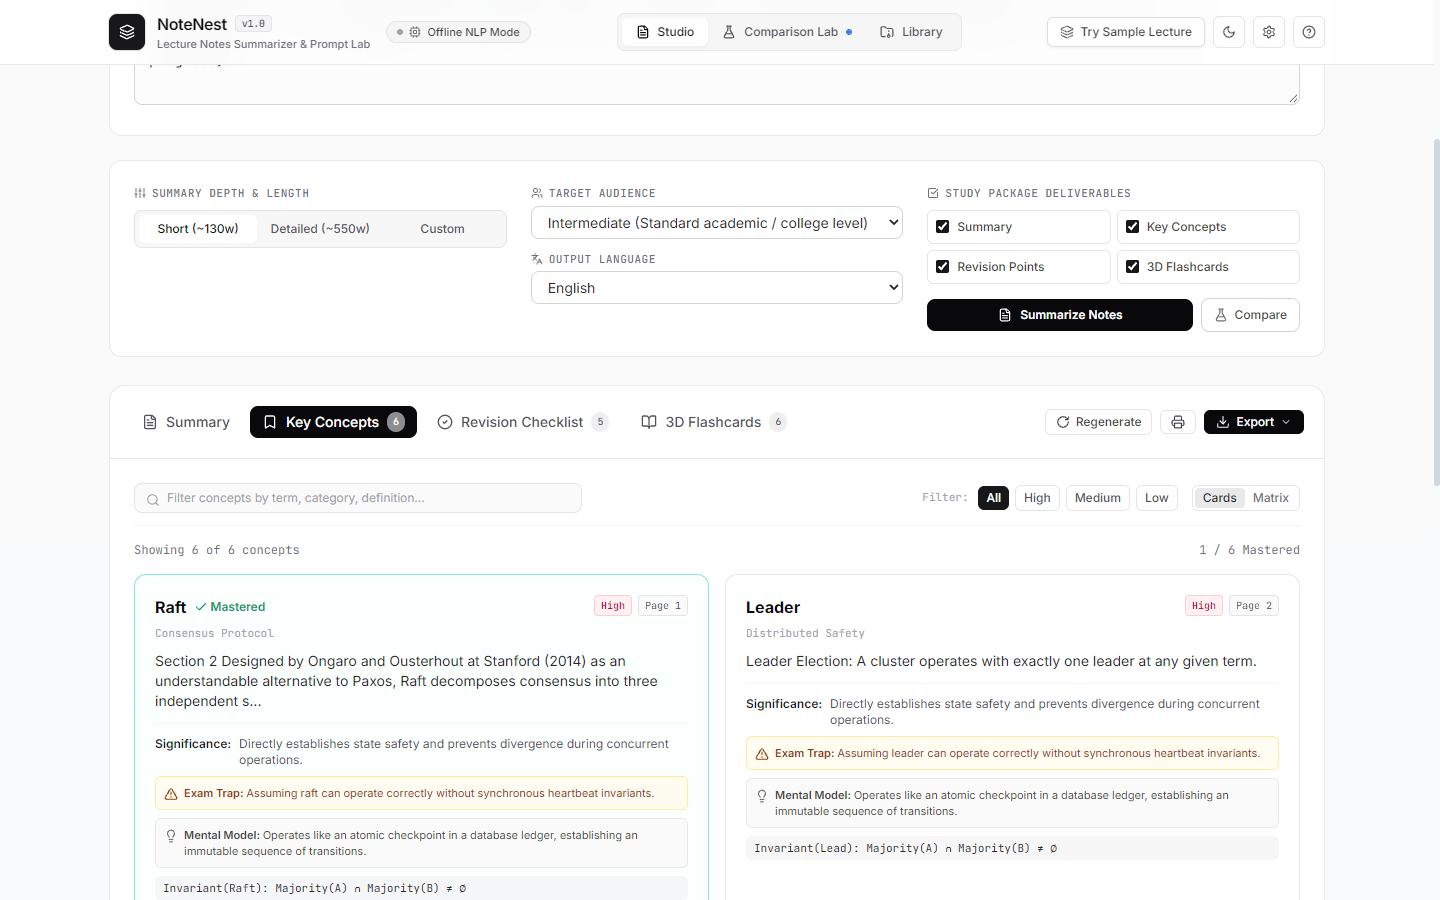 NoteNest v1.0
Lecture Notes Summarizer & Prompt Lab
Offline NLP Mode
Studio
Comparison Lab
Library
Try Sample Lecture
SUMMARY DEPTH & LENGTH
Short (~130w)
Detailed (~550w)
Custom
TARGET AUDIENCE
Intermediate (Standard academic / college level)
OUTPUT LANGUAGE
English
STUDY PACKAGE DELIVERABLES
Summary
Key Concepts
Revision Points
3D Flashcards
Summarize Notes
Compare
Summary
Key Concepts 6
Revision Checklist 5
3D Flashcards 6
Regenerate
Export
Filter concepts by term, category, definition...
Filter:
All
High
Medium
Low
Cards
Matrix
Showing 6 of 6 concepts
1 / 6 Mastered
Raft Mastered
High
Page 1
Consensus Protocol
Section 2 Designed by Ongaro and Ousterhout at Stanford (2014) as an
understandable alternative to Paxos, Raft decomposes consensus into three
independent s...
Significance: Directly establishes state safety and prevents divergence during concurrent
operations.
Exam Trap: Assuming raft can operate correctly without synchronous heartbeat invariants.
Mental Model: Operates like an atomic checkpoint in a database ledger, establishing an
immutable sequence of transitions.
Invariant(Raft): Majority(A) ∩ Majority(B) ≠ ∅
Leader
High
Page 2
Distributed Safety
Leader Election: A cluster operates with exactly one leader at any given term.
Significance: Directly establishes state safety and prevents divergence during concurrent
operations.
Exam Trap: Assuming leader can operate correctly without synchronous heartbeat invariants.
Mental Model: Operates like an atomic checkpoint in a database ledger, establishing an
immutable sequence of transitions.
Invariant(Lead): Majority(A) ∩ Majority(B) ≠ ∅